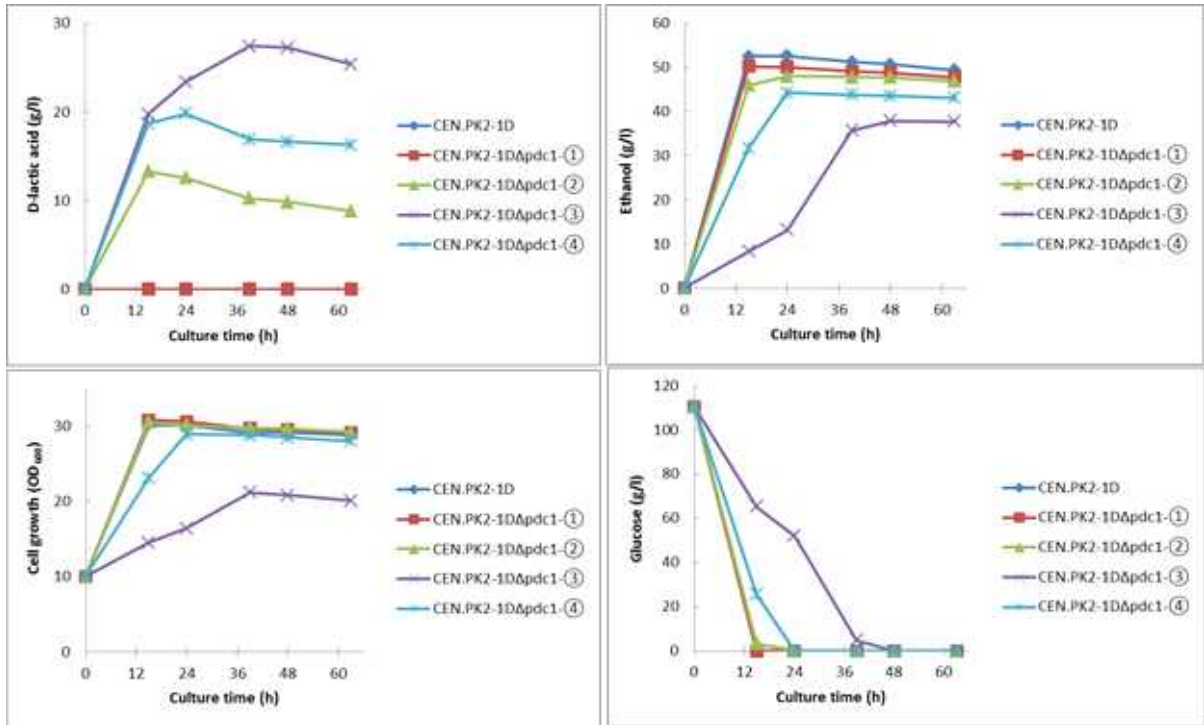 D-lactic acid (g/l)
30
20
10
0
0 12 24 36 48 60
Culture time (h)
CEN.PK2-1D
CEN.PK2-1DΔpdc1-①
CEN.PK2-1DΔpdc1-②
CEN.PK2-1DΔpdc1-③
CEN.PK2-1DΔpdc1-④
Ethanol (g/l)
60
50
40
30
20
10
0
0 12 24 36 48 60
Culture time (h)
CEN.PK2-1D
CEN.PK2-1DΔpdc1-①
CEN.PK2-1DΔpdc1-②
CEN.PK2-1DΔpdc1-③
CEN.PK2-1DΔpdc1-④
Cell growth (OD₆₀₀)
30
20
10
0
0 12 24 36 48 60
Culture time (h)
CEN.PK2-1D
CEN.PK2-1DΔpdc1-①
CEN.PK2-1DΔpdc1-②
CEN.PK2-1DΔpdc1-③
CEN.PK2-1DΔpdc1-④
Glucose (g/l)
120
100
80
60
40
20
0
0 12 24 36 48 60
Culture time (h)
CEN.PK2-1D
CEN.PK2-1DΔpdc1-①
CEN.PK2-1DΔpdc1-②
CEN.PK2-1DΔpdc1-③
CEN.PK2-1DΔpdc1-④